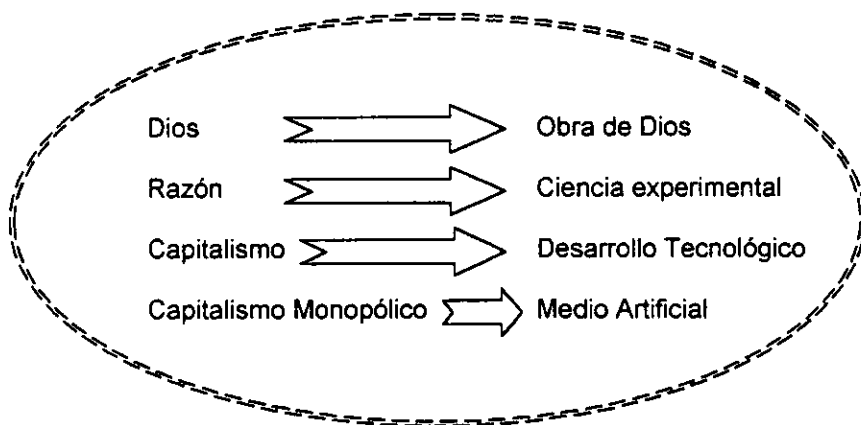 Dios Obra de Dios
Razón Ciencia experimental
Capitalismo Desarrollo Tecnológico
Capitalismo Monopólico Medio Artificial